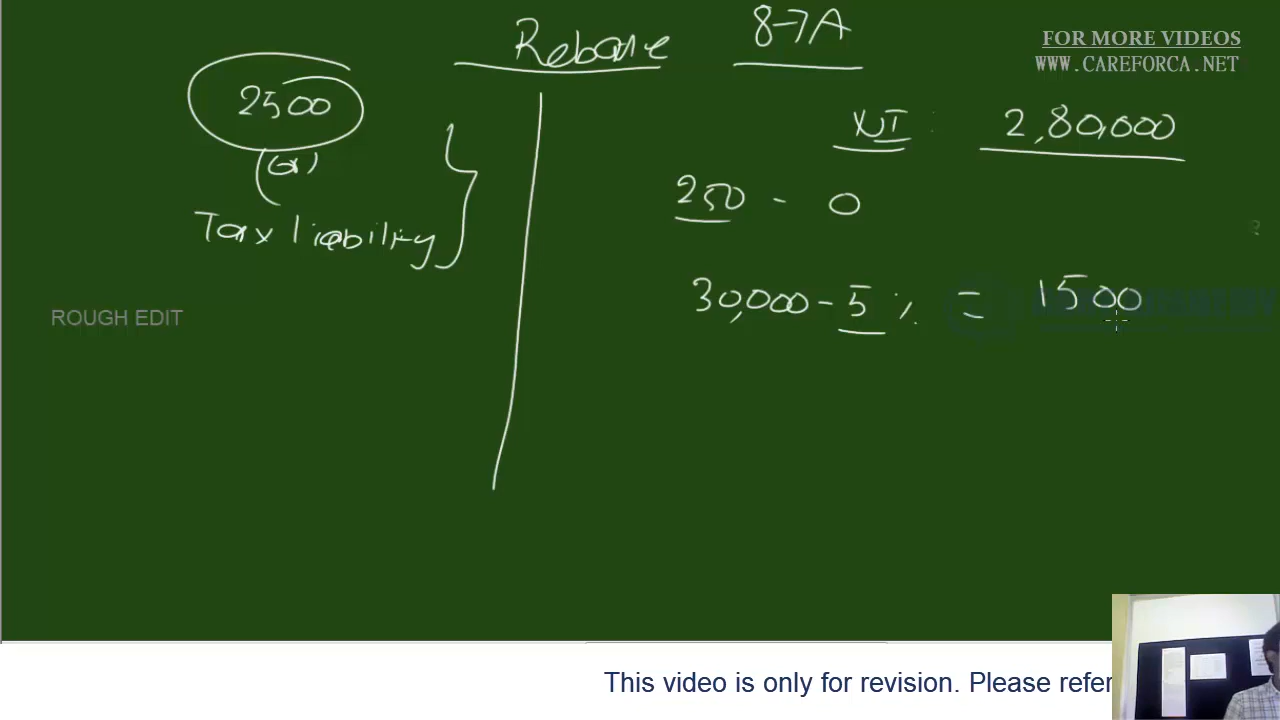 Rebate 87A
FOR MORE VIDEOS
WWW.CAREFORCA.NET
2500
(or)
Tax liability
NI : 2,80,000
250 - 0
30,000 - 5% = 1500
ROUGH EDIT
This video is only for revision. Please refer